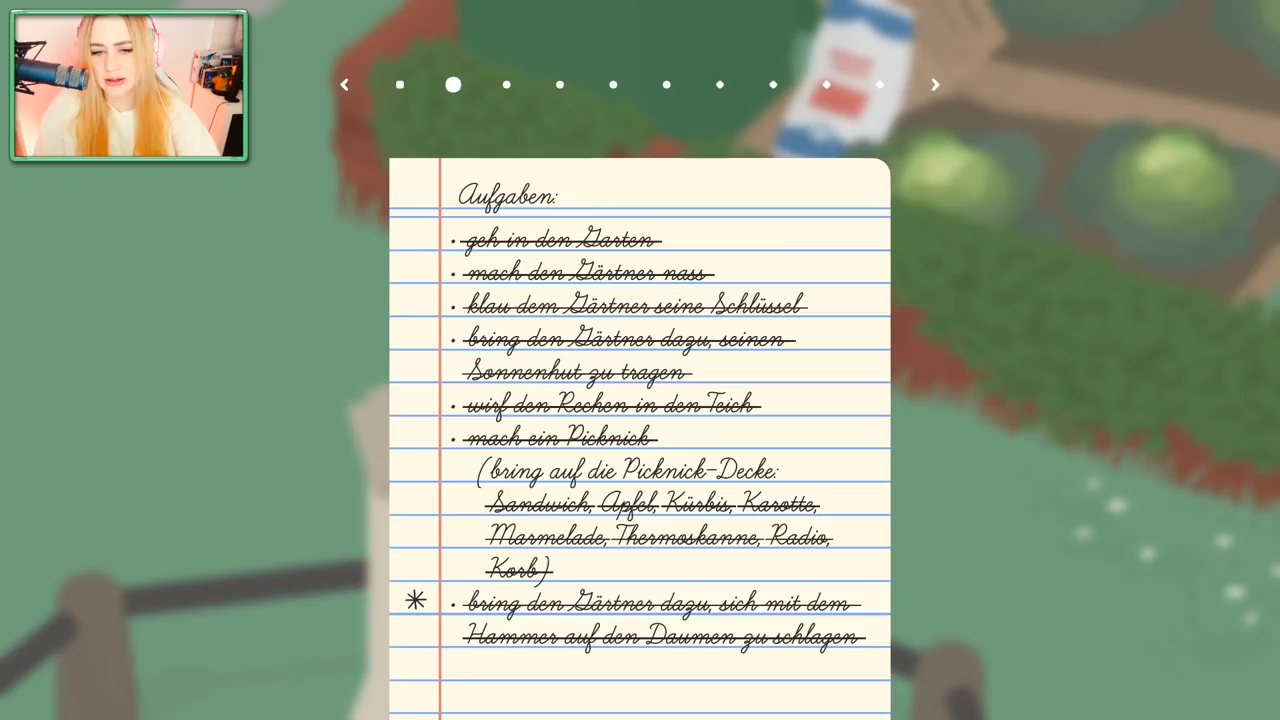 Aufgaben:
• geh in den Garten
• mach den Gärtner nass
• klau dem Gärtner seine Schlüssel
• bring den Gärtner dazu, seinen
Sonnenhut zu tragen
• wirf den Rechen in den Teich
• mach ein Picknick
(bring auf die Picknick-Decke:
Sandwich, Apfel, Kürbis, Karotte,
Marmelade, Thermoskanne, Radio,
Korb)
• bring den Gärtner dazu, sich mit dem
Hammer auf den Daumen zu schlagen